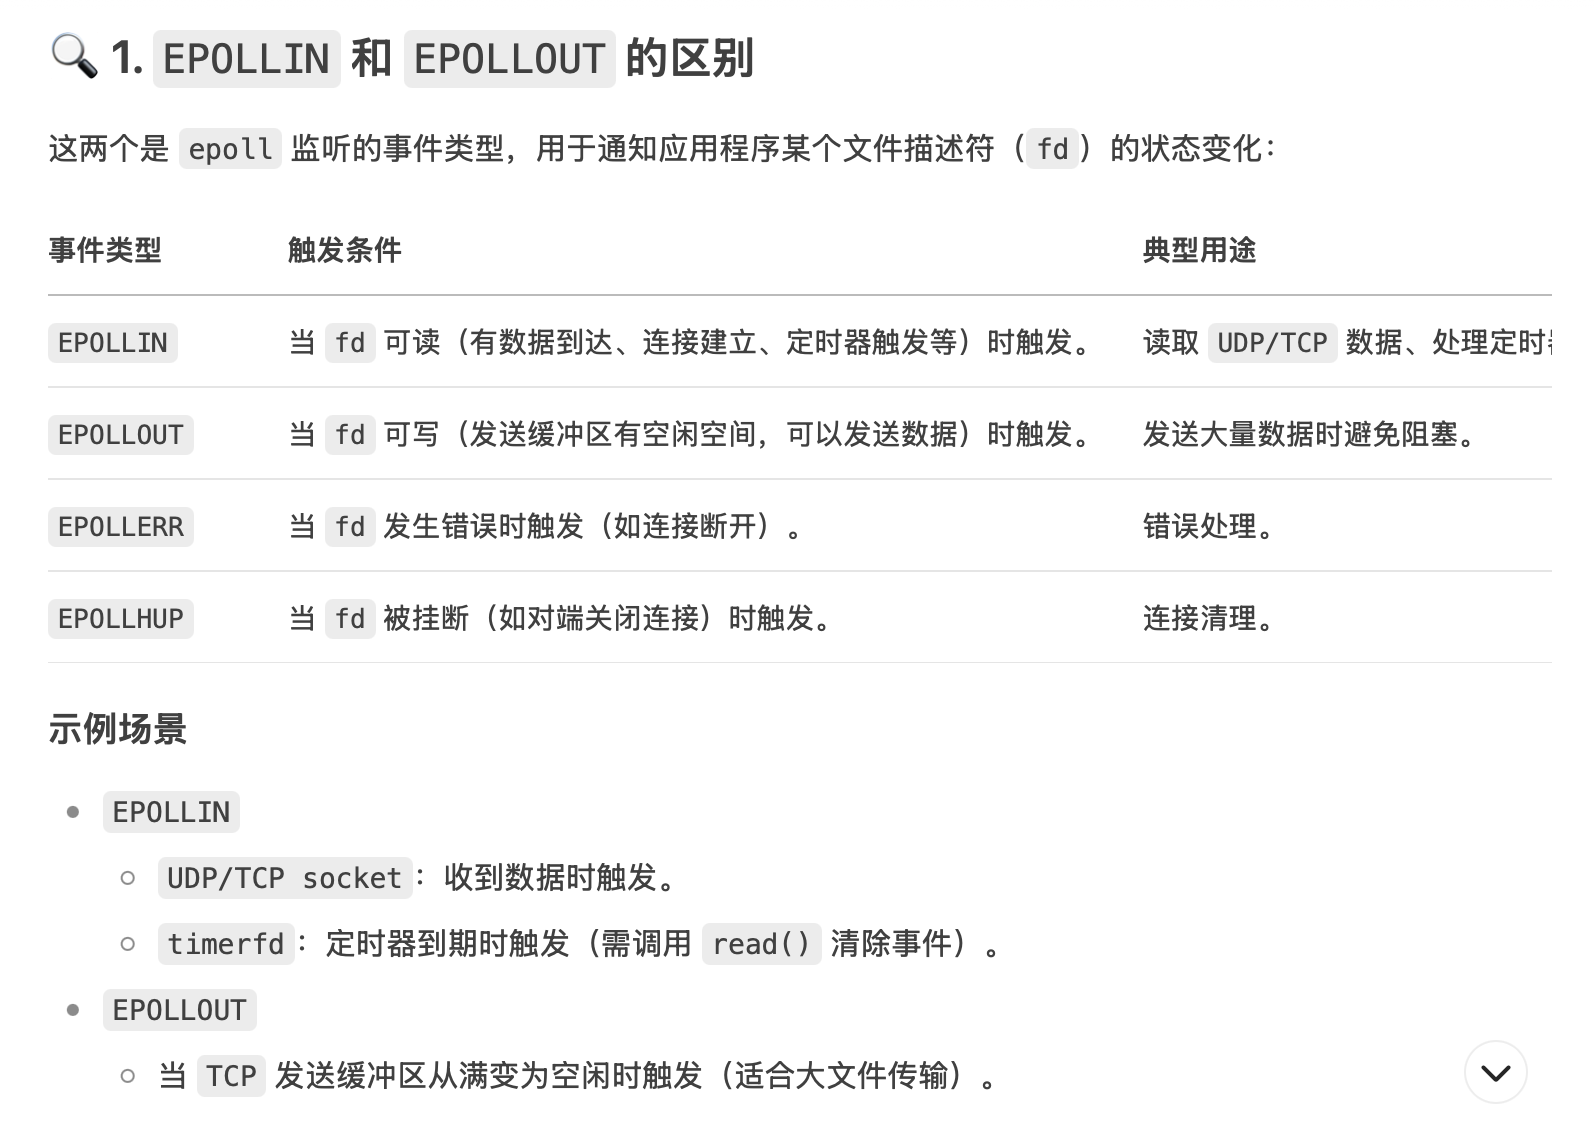 🔍 1. EPOLLIN 和 EPOLLOUT 的区别
这两个是 epoll 监听的事件类型，用于通知应用程序某个文件描述符（fd）的状态变化：
事件类型 触发条件 典型用途
EPOLLIN 当 fd 可读（有数据到达、连接建立、定时器触发等）时触发。 读取 UDP/TCP 数据、处理定时
EPOLLOUT 当 fd 可写（发送缓冲区有空闲空间，可以发送数据）时触发。 发送大量数据时避免阻塞。
EPOLLERR 当 fd 发生错误时触发（如连接断开）。 错误处理。
EPOLLHUP 当 fd 被挂断（如对端关闭连接）时触发。 连接清理。
示例场景
EPOLLIN
UDP/TCP socket：收到数据时触发。
timerfd：定时器到期时触发（需调用 read() 清除事件）。
EPOLLOUT
当 TCP 发送缓冲区从满变为空闲时触发（适合大文件传输）。